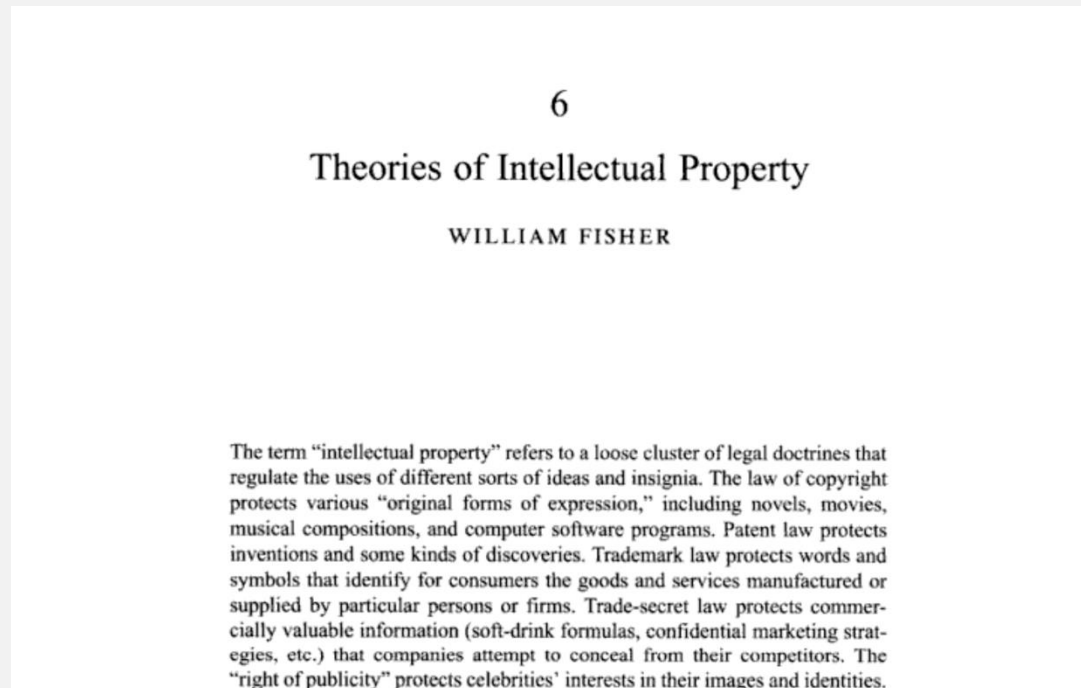 6
Theories of Intellectual Property
WILLIAM FISHER
The term “intellectual property” refers to a loose cluster of legal doctrines that
regulate the uses of different sorts of ideas and insignia. The law of copyright
protects various “original forms of expression,” including novels, movies,
musical compositions, and computer software programs. Patent law protects
inventions and some kinds of discoveries. Trademark law protects words and
symbols that identify for consumers the goods and services manufactured or
supplied by particular persons or firms. Trade-secret law protects commer-
cially valuable information (soft-drink formulas, confidential marketing strat-
egies, etc.) that companies attempt to conceal from their competitors. The
“right of publicity” protects celebrities’ interests in their images and identities.